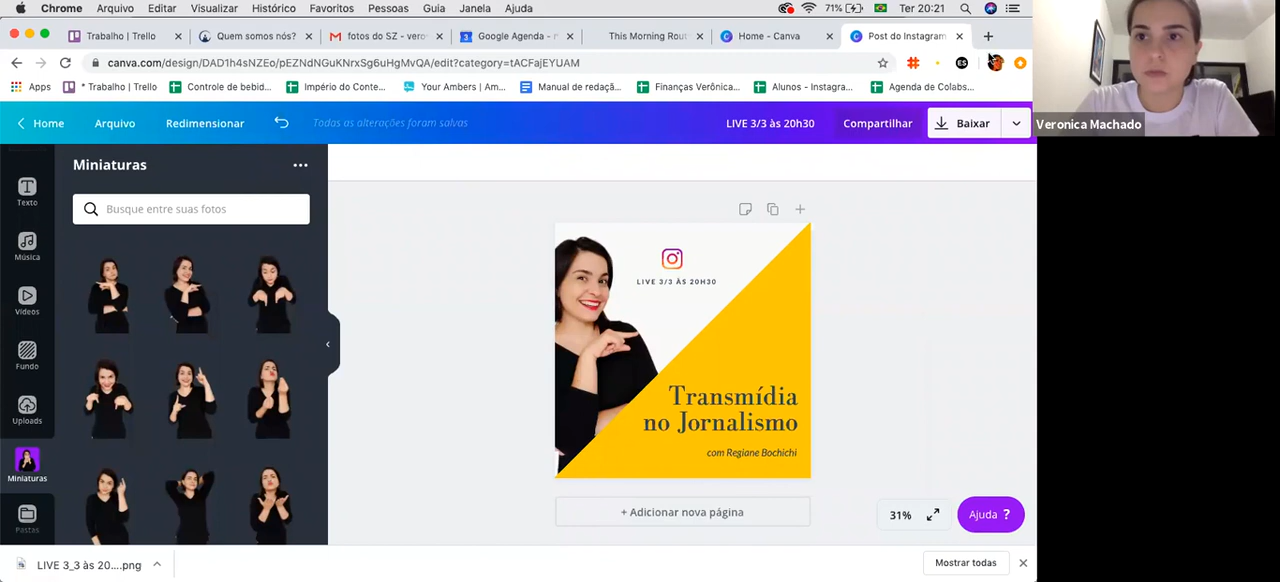 Chrome Arquivo Editar Visualizar Histórico Favoritos Pessoas Guia Janela Ajuda 71% Ter 20:21
Trabalho | Trello Quem somos nós? fotos do SZ - vero Google Agenda - This Morning Rou Home - Canva Post do Instagram
canva.com/design/DAD1h4sNZEo/pEZNdNGuKNrxSg6uHgMvQA/edit?category=tACFajEYUAM ES
Apps * Trabalho | Trello Controle de bebid... Império do Conte... Your Ambers | Am... Manual de redaçã... Finanças Verônica... Alunos - Instagra... Agenda de Colabs...
Home Arquivo Redimensionar Todas as alterações foram salvas LIVE 3/3 às 20h30 Compartilhar Baixar
Veronica Machado
Miniaturas
Busque entre suas fotos
Texto
Música
Vídeos
Fundo
Uploads
Miniaturas
Pastas
LIVE 3/3 ÀS 20H30
Transmídia
no Jornalismo
com Regiane Bochichi
+ Adicionar nova página
31%
Ajuda ?
LIVE 3_3 às 20....png
Mostrar todas